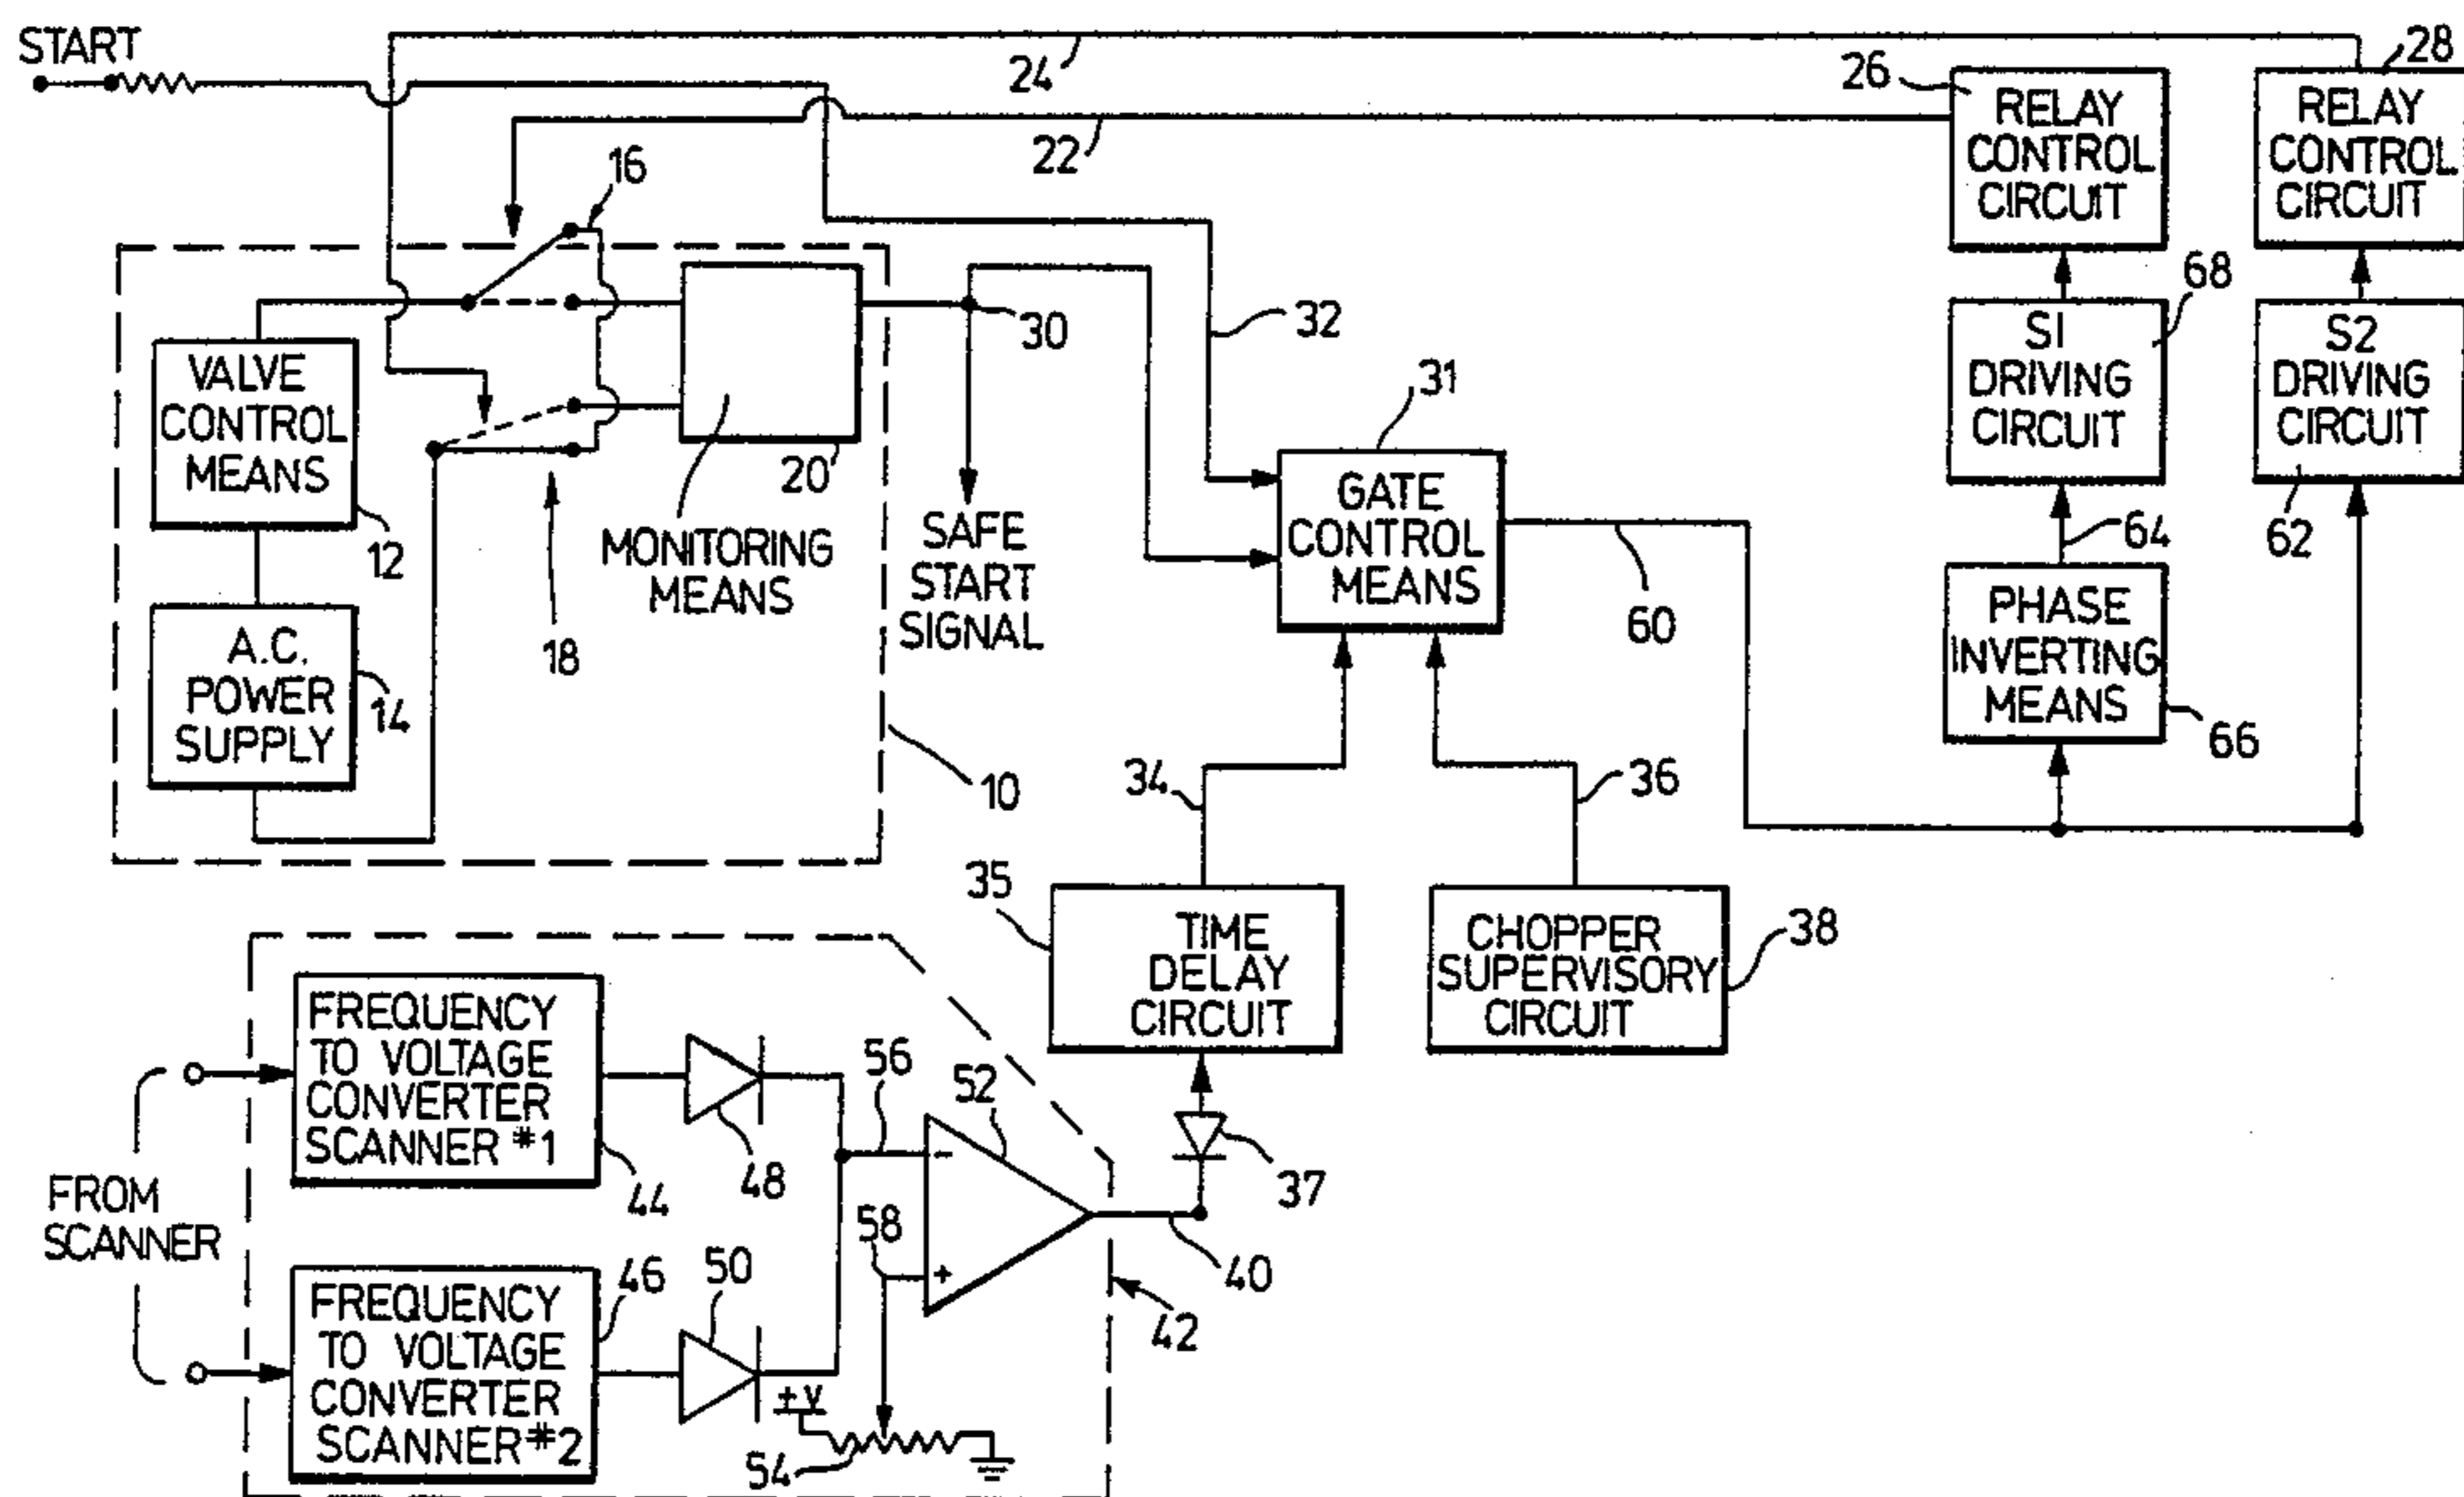 START
24
26
28
RELAY
CONTROL
CIRCUIT
RELAY
CONTROL
CIRCUIT
22
16
68
30
32
S1
DRIVING
CIRCUIT
S2
DRIVING
CIRCUIT
VALVE
CONTROL
MEANS
31
20
12
MONITORING
MEANS
SAFE
START
SIGNAL
GATE
CONTROL
MEANS
64
62
18
60
A.C.
POWER
SUPPLY
14
PHASE
INVERTING
MEANS
66
10
34
36
35
TIME
DELAY
CIRCUIT
CHOPPER
SUPERVISORY
CIRCUIT
38
FREQUENCY
TO VOLTAGE
CONVERTER
SCANNER #1
44
48
56
52
-
37
FROM
SCANNER
58
+
40
42
46
50
FREQUENCY
TO VOLTAGE
CONVERTER
SCANNER #2
+V
54